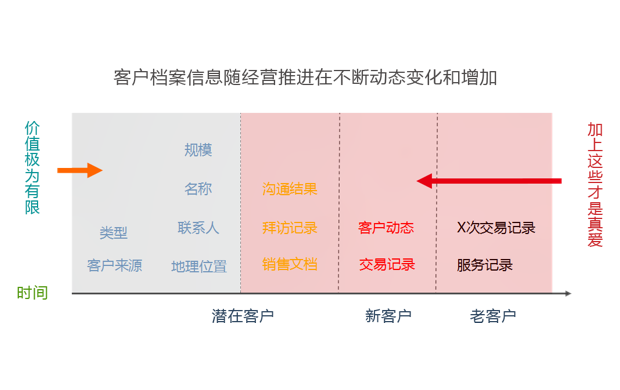 客户档案信息随经营推进在不断动态变化和增加
价值极为有限
加上这些才是真爱
规模
名称
沟通结果
类型
联系人
拜访记录
客户动态
X次交易记录
客户来源
地理位置
销售文档
交易记录
服务记录
时间
潜在客户
新客户
老客户